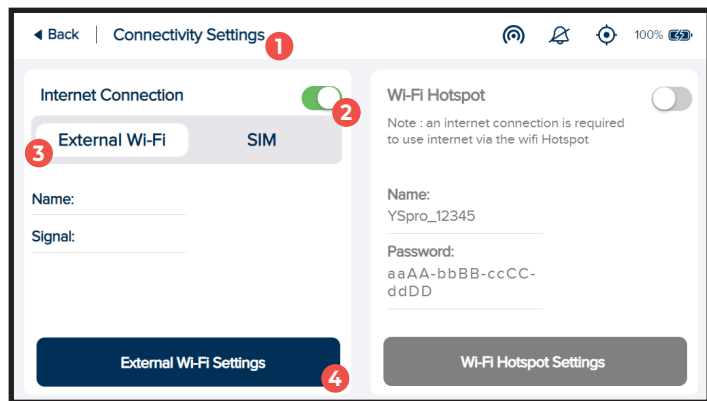 Back
Connectivity Settings
1
100%
Internet Connection
2
External Wi-Fi
SIM
3
Name:
Signal:
External Wi-Fi Settings
4
Wi-Fi Hotspot
Note : an internet connection is required
to use internet via the wifi Hotspot
Name:
YSpro_12345
Password:
aaAA-bbBB-ccCC-
ddDD
Wi-Fi Hotspot Settings